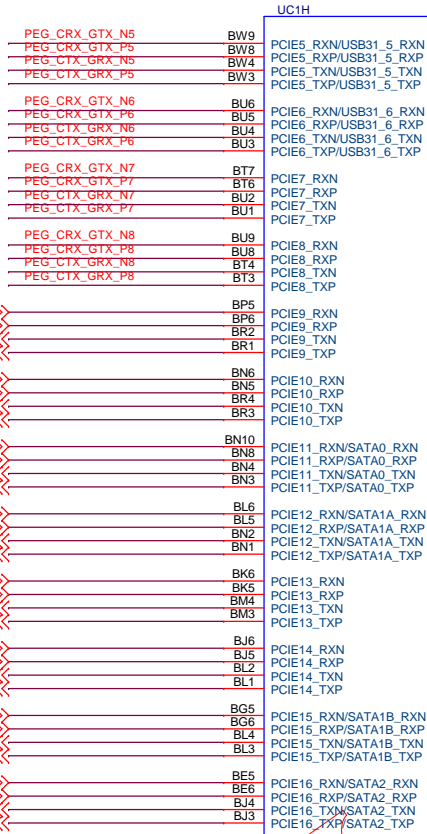 UC1H
PEG_CRX_GTX_N5 BW9 PCIE5_RXN/USB31_5_RXN
PEG_CRX_GTX_P5 BW8 PCIE5_RXP/USB31_5_RXP
PEG_CTX_GRX_N5 BW4 PCIE5_TXN/USB31_5_TXN
PEG_CTX_GRX_P5 BW3 PCIE5_TXP/USB31_5_TXP
PEG_CRX_GTX_N6 BU6 PCIE6_RXN/USB31_6_RXN
PEG_CRX_GTX_P6 BU5 PCIE6_RXP/USB31_6_RXP
PEG_CTX_GRX_N6 BU4 PCIE6_TXN/USB31_6_TXN
PEG_CTX_GRX_P6 BU3 PCIE6_TXP/USB31_6_TXP
PEG_CRX_GTX_N7 BT7 PCIE7_RXN
PEG_CRX_GTX_P7 BT6 PCIE7_RXP
PEG_CTX_GRX_N7 BU2 PCIE7_TXN
PEG_CTX_GRX_P7 BU1 PCIE7_TXP
PEG_CRX_GTX_N8 BU9 PCIE8_RXN
PEG_CRX_GTX_P8 BU8 PCIE8_RXP
PEG_CTX_GRX_N8 BT4 PCIE8_TXN
PEG_CTX_GRX_P8 BT3 PCIE8_TXP
BP5 PCIE9_RXN
BP6 PCIE9_RXP
BR2 PCIE9_TXN
BR1 PCIE9_TXP
BN6 PCIE10_RXN
BN5 PCIE10_RXP
BR4 PCIE10_TXN
BR3 PCIE10_TXP
BN10 PCIE11_RXN/SATA0_RXN
BN8 PCIE11_RXP/SATA0_RXP
BN4 PCIE11_TXN/SATA0_TXN
BN3 PCIE11_TXP/SATA0_TXP
BL6 PCIE12_RXN/SATA1A_RXN
BL5 PCIE12_RXP/SATA1A_RXP
BN2 PCIE12_TXN/SATA1A_TXN
BN1 PCIE12_TXP/SATA1A_TXP
BK6 PCIE13_RXN
BK5 PCIE13_RXP
BM4 PCIE13_TXN
BM3 PCIE13_TXP
BJ6 PCIE14_RXN
BJ5 PCIE14_RXP
BL2 PCIE14_TXN
BL1 PCIE14_TXP
BG5 PCIE15_RXN/SATA1B_RXN
BG6 PCIE15_RXP/SATA1B_RXP
BL4 PCIE15_TXN/SATA1B_TXN
BL3 PCIE15_TXP/SATA1B_TXP
BE5 PCIE16_RXN/SATA2_RXN
BE6 PCIE16_RXP/SATA2_RXP
BJ4 PCIE16_TXN/SATA2_TXN
BJ3 PCIE16_TXP/SATA2_TXP